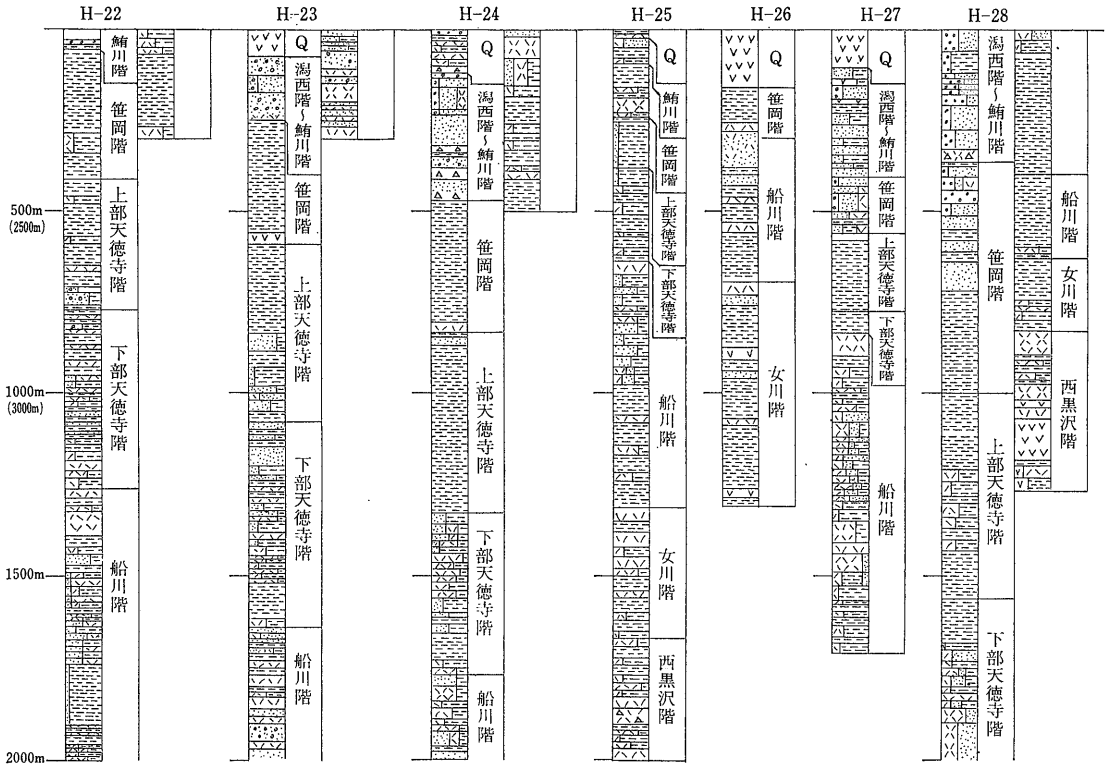 H-22
H-23
H-24
H-25
H-26
H-27
H-28
500m
(2500m)
1000m
(3000m)
1500m
2000m
鮪川階
笹岡階
上部天徳寺階
下部天徳寺階
船川階
Q
潟西階〜鮪川階
笹岡階
上部天徳寺階
下部天徳寺階
船川階
Q
潟西階〜鮪川階
笹岡階
上部天徳寺階
下部天徳寺階
船川階
Q
鮪川階
笹岡階
上部天徳寺階
下部天徳寺階
船川階
女川階
西黒沢階
Q
笹岡階
船川階
女川階
Q
潟西階〜鮪川階
笹岡階
上部天徳寺階
下部天徳寺階
船川階
潟西階〜鮪川階
笹岡階
上部天徳寺階
下部天徳寺階
船川階
女川階
西黒沢階